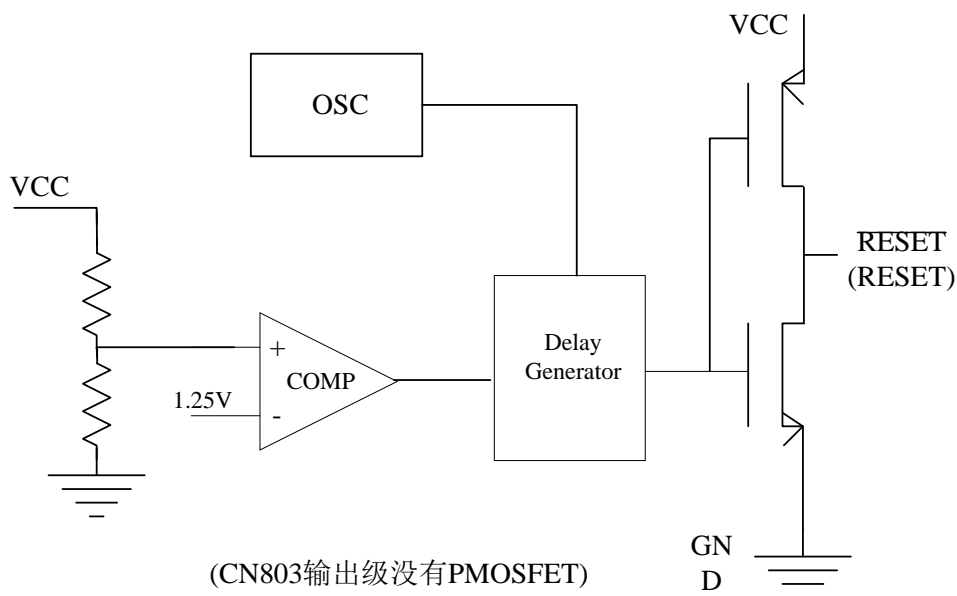 VCC
OSC
VCC
RESET
(RESET)
Delay
Generator
+
COMP
1.25V
-
GN
D
(CN803输出级没有PMOSFET)